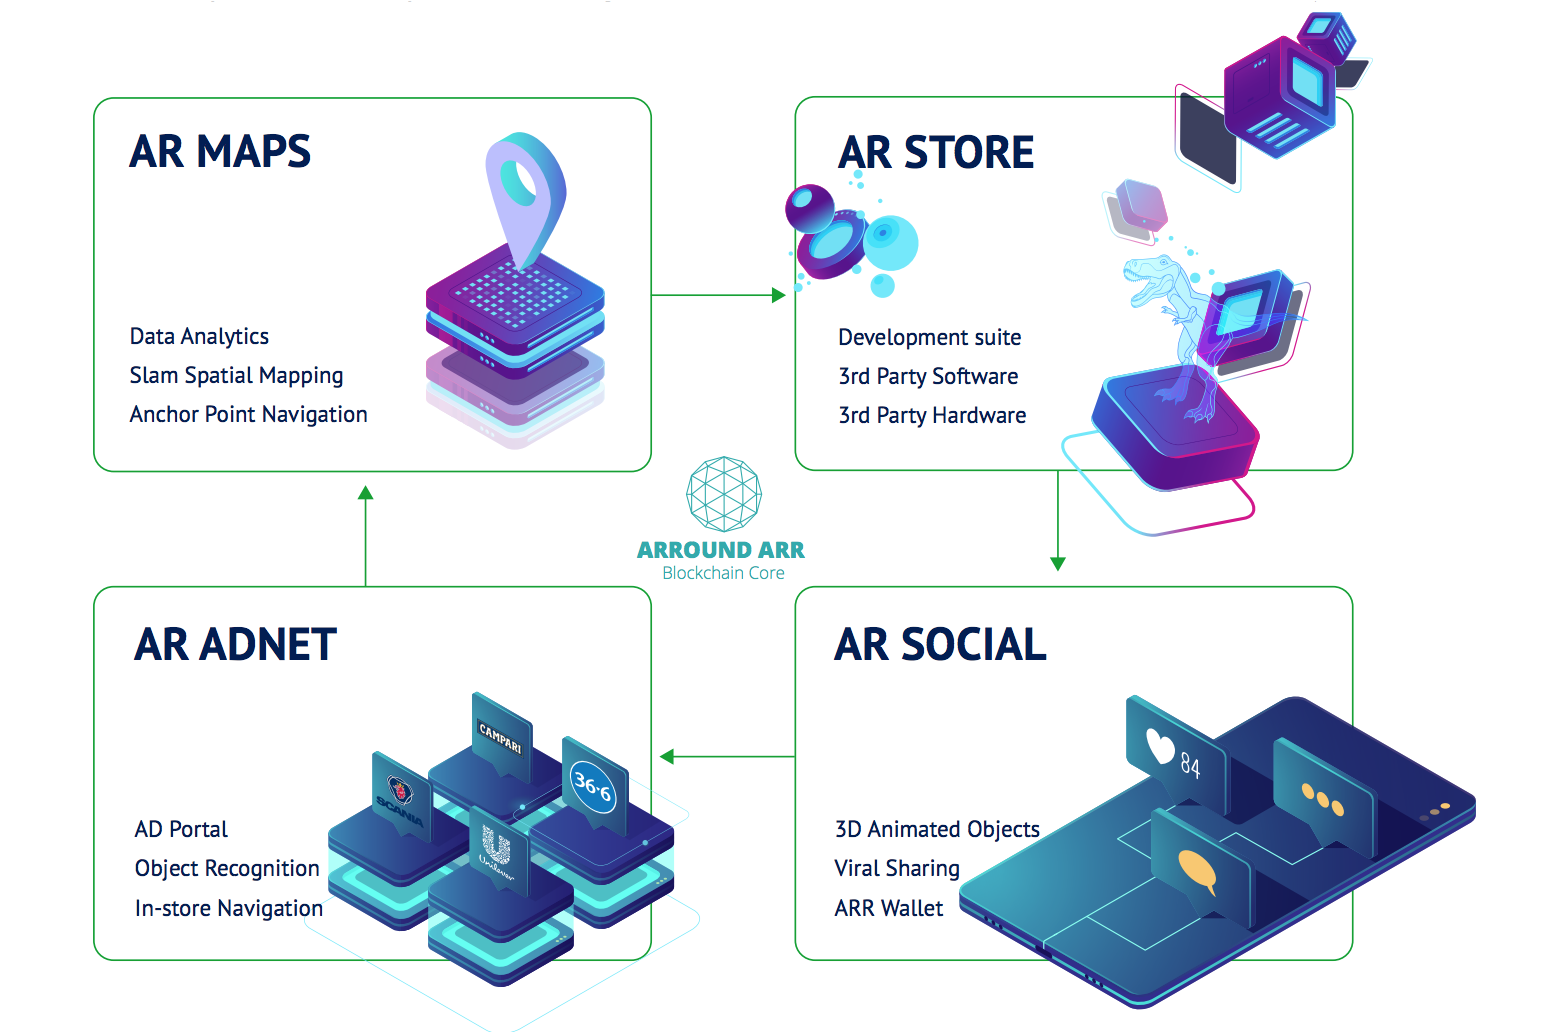 AR MAPS
Data Analytics
Slam Spatial Mapping
Anchor Point Navigation
AR STORE
Development suite
3rd Party Software
3rd Party Hardware
ARROUND ARR
Blockchain Core
AR ADNET
CAMPARI
SCANIA
36·6
Unilever
AD Portal
Object Recognition
In-store Navigation
AR SOCIAL
84
3D Animated Objects
Viral Sharing
ARR Wallet